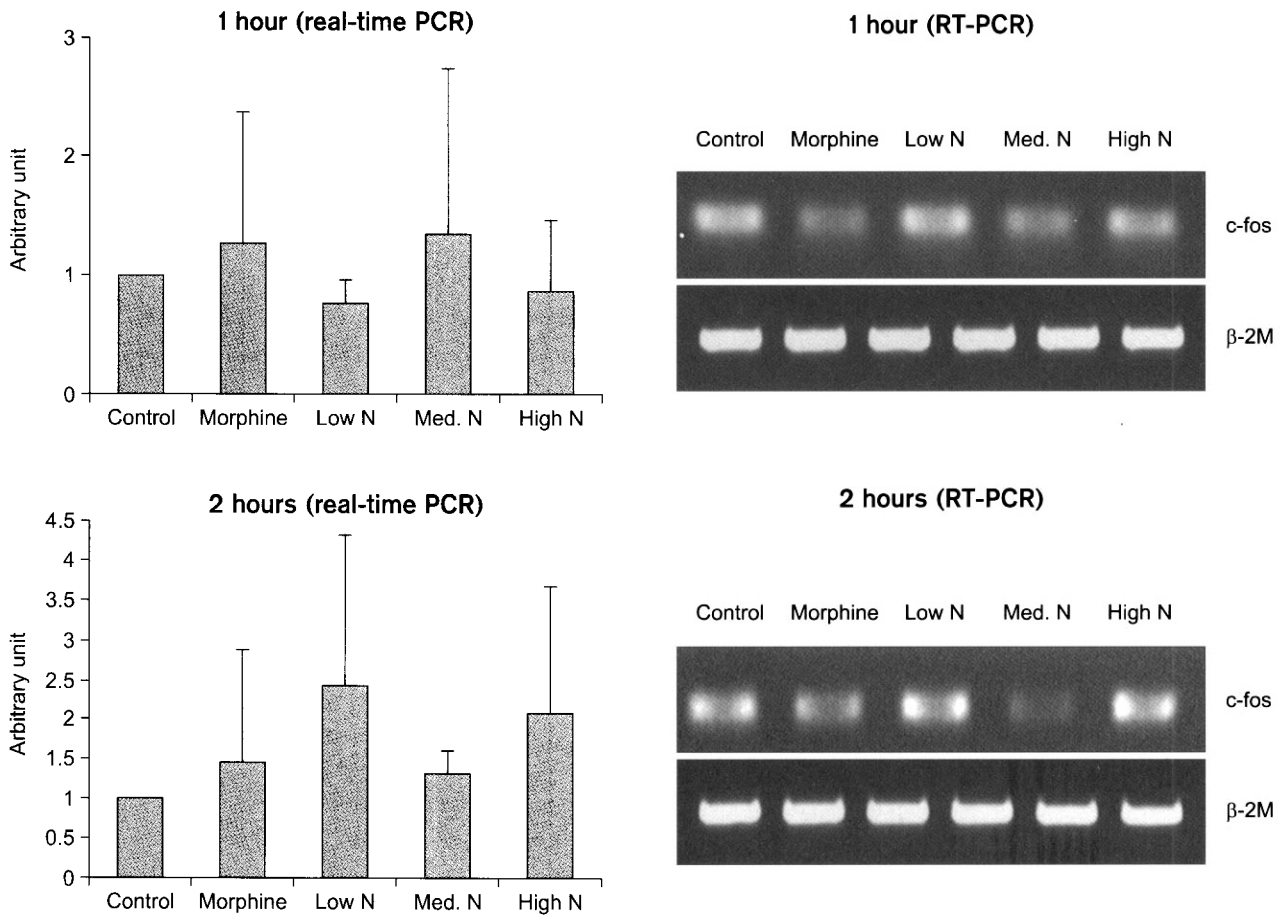 1 hour (real-time PCR)
Arbitrary unit
3
2
1
0
Control Morphine Low N Med. N High N
1 hour (RT-PCR)
Control Morphine Low N Med. N High N
c-fos
β-2M
2 hours (real-time PCR)
Arbitrary unit
4.5
4
3.5
3
2.5
2
1.5
1
0.5
0
Control Morphine Low N Med. N High N
2 hours (RT-PCR)
Control Morphine Low N Med. N High N
c-fos
β-2M